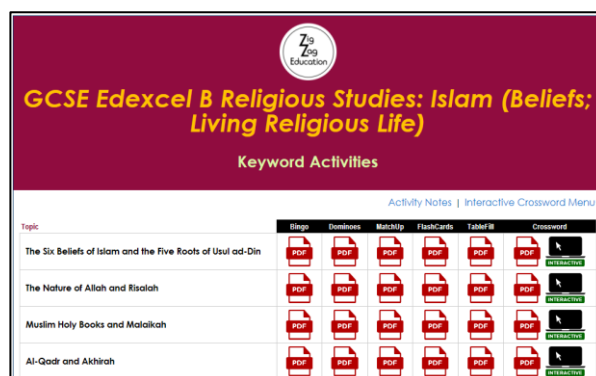 Zig
Zag
Education
GCSE Edexcel B Religious Studies: Islam (Beliefs;
Living Religious Life)
Keyword Activities
Activity Notes | Interactive Crossword Menu
Topic Bingo Dominoes MatchUp FlashCards TableFill Crossword
The Six Beliefs of Islam and the Five Roots of Usul ad-Din PDF PDF PDF PDF PDF PDF INTERACTIVE
The Nature of Allah and Risalah PDF PDF PDF PDF PDF PDF INTERACTIVE
Muslim Holy Books and Malaikah PDF PDF PDF PDF PDF PDF INTERACTIVE
Al-Qadr and Akhirah PDF PDF PDF PDF PDF PDF INTERACTIVE